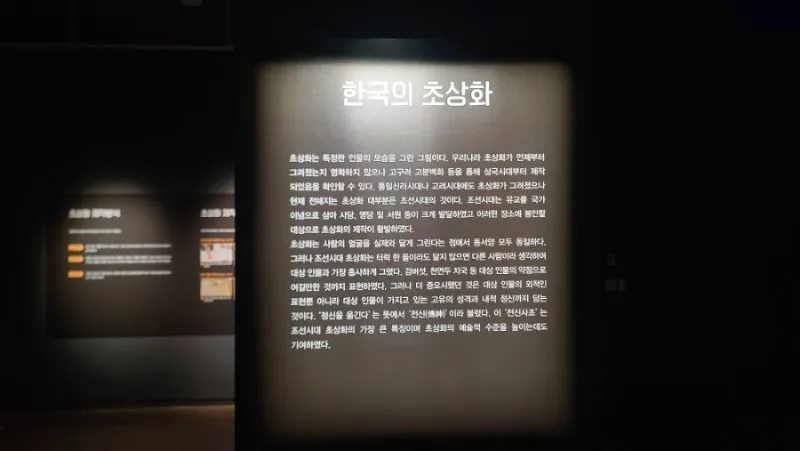 한국의 초상화
초상화는 특정한 인물의 모습을 그린 그림이다. 우리나라 초상화가 언제부터
그려졌는지 명확하지 않으나 고구려 고분벽화 등을 통해 삼국시대부터 제작
되었음을 확인할 수 있다. 통일신라시대나 고려시대에도 초상화가 그려졌으나
현재 전해지는 초상화 대부분은 조선시대의 것이다. 조선시대는 유교를 국가
이념으로 삼아 사당, 영당 및 서원 등이 크게 발달하였고 이러한 장소에 봉안할
대상으로 초상화의 제작이 활발하였다.
초상화는 사람의 얼굴을 실제와 닮게 그린다는 점에서 동서양 모두 동일하다.
그러나 조선시대 초상화는 터럭 한 올이라도 닮지 않으면 다른 사람이라 생각하여
대상 인물과 가장 흡사하게 그렸다. 검버섯, 천연두 자국 등 대상 인물의 약점으로
여길만한 것까지 표현하였다. 그러나 더 중요시했던 것은 대상 인물의 외적인
표현뿐 아니라 대상 인물이 가지고 있는 고유의 성격과 내적 정신까지 담는
것이다. '정신을 옮긴다'는 뜻에서 '전신(傳神)' 이라 불렀다. 이 '전신사조' 는
조선시대 초상화의 가장 큰 특징이며 초상화의 예술적 수준을 높이는데도
기여하였다.
초상화 제작방식
초상화 제